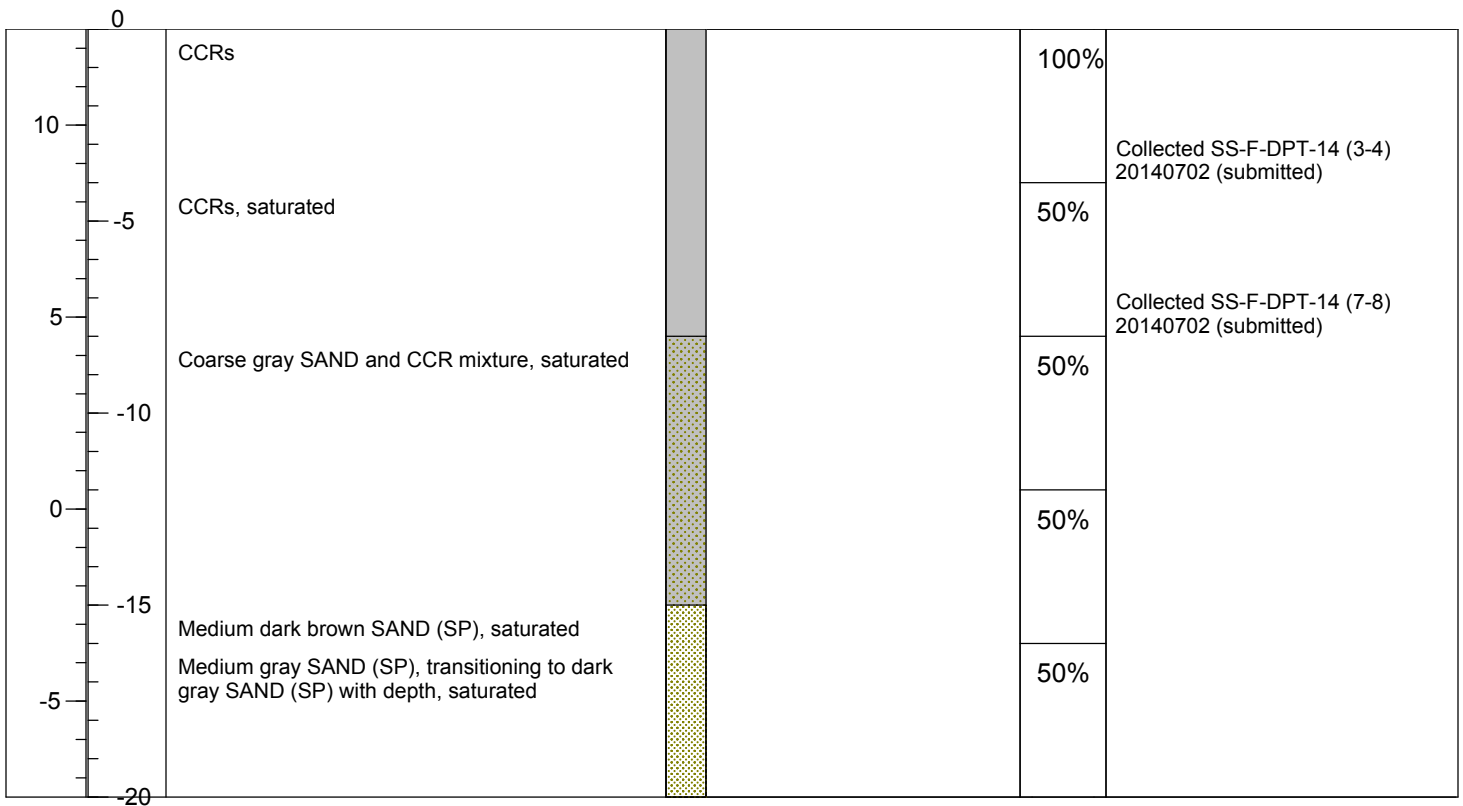 0
CCRs
100%
10
Collected SS-F-DPT-14 (3-4)
20140702 (submitted)
CCRs, saturated
50%
-5
Collected SS-F-DPT-14 (7-8)
20140702 (submitted)
5
Coarse gray SAND and CCR mixture, saturated
50%
-10
0
50%
-15
Medium dark brown SAND (SP), saturated
Medium gray SAND (SP), transitioning to dark
gray SAND (SP) with depth, saturated
50%
-5
-20